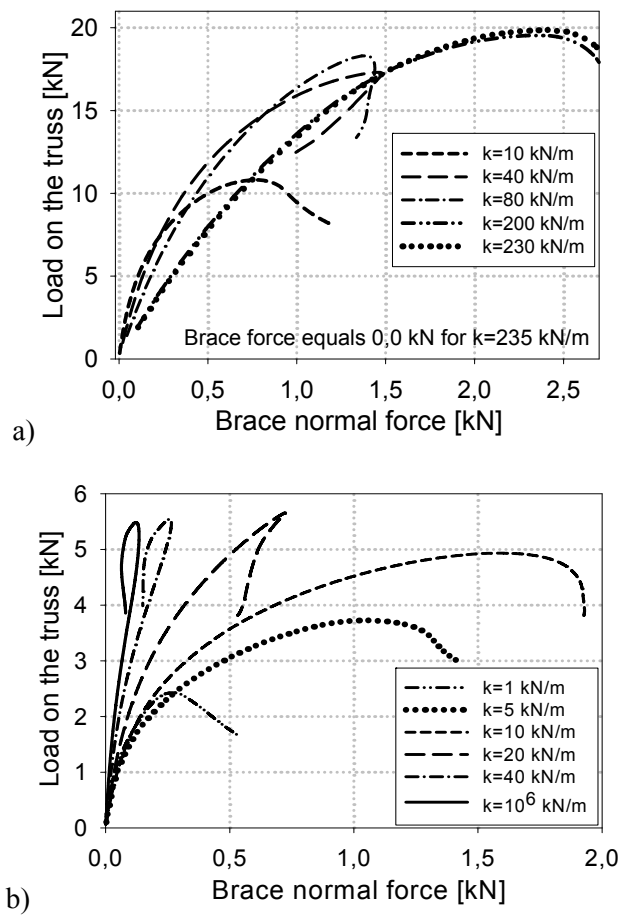 20
15
10
5
0
Load on the truss [kN]
k=10 kN/m
k=40 kN/m
k=80 kN/m
k=200 kN/m
k=230 kN/m
Brace force equals 0,0 kN for k=235 kN/m
0,0 0,5 1,0 1,5 2,0 2,5
Brace normal force [kN]
a)
6
5
4
3
2
1
0
Load on the truss [kN]
k=1 kN/m
k=5 kN/m
k=10 kN/m
k=20 kN/m
k=40 kN/m
k=10⁶ kN/m
0,0 0,5 1,0 1,5 2,0
Brace normal force [kN]
b)